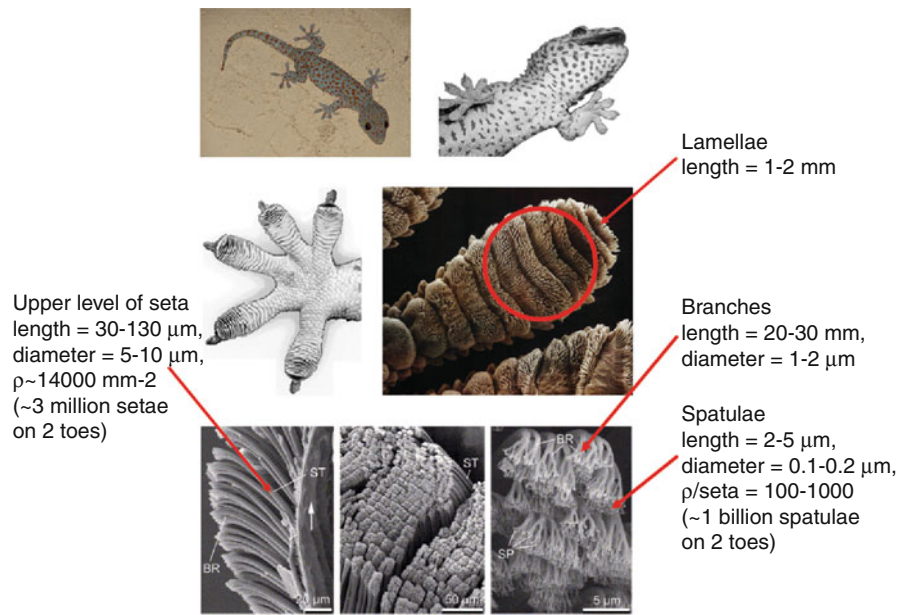 Lamellae
length = 1-2 mm
Upper level of seta
length = 30-130 μm,
diameter = 5-10 μm,
ρ~14000 mm-2
(~3 million setae
on 2 toes)
Branches
length = 20-30 mm,
diameter = 1-2 μm
Spatulae
length = 2-5 μm,
diameter = 0.1-0.2 μm,
ρ/seta = 100-1000
(~1 billion spatulae
on 2 toes)
ST
BR
20 μm
ST
50 μm
BR
SP
5 μm